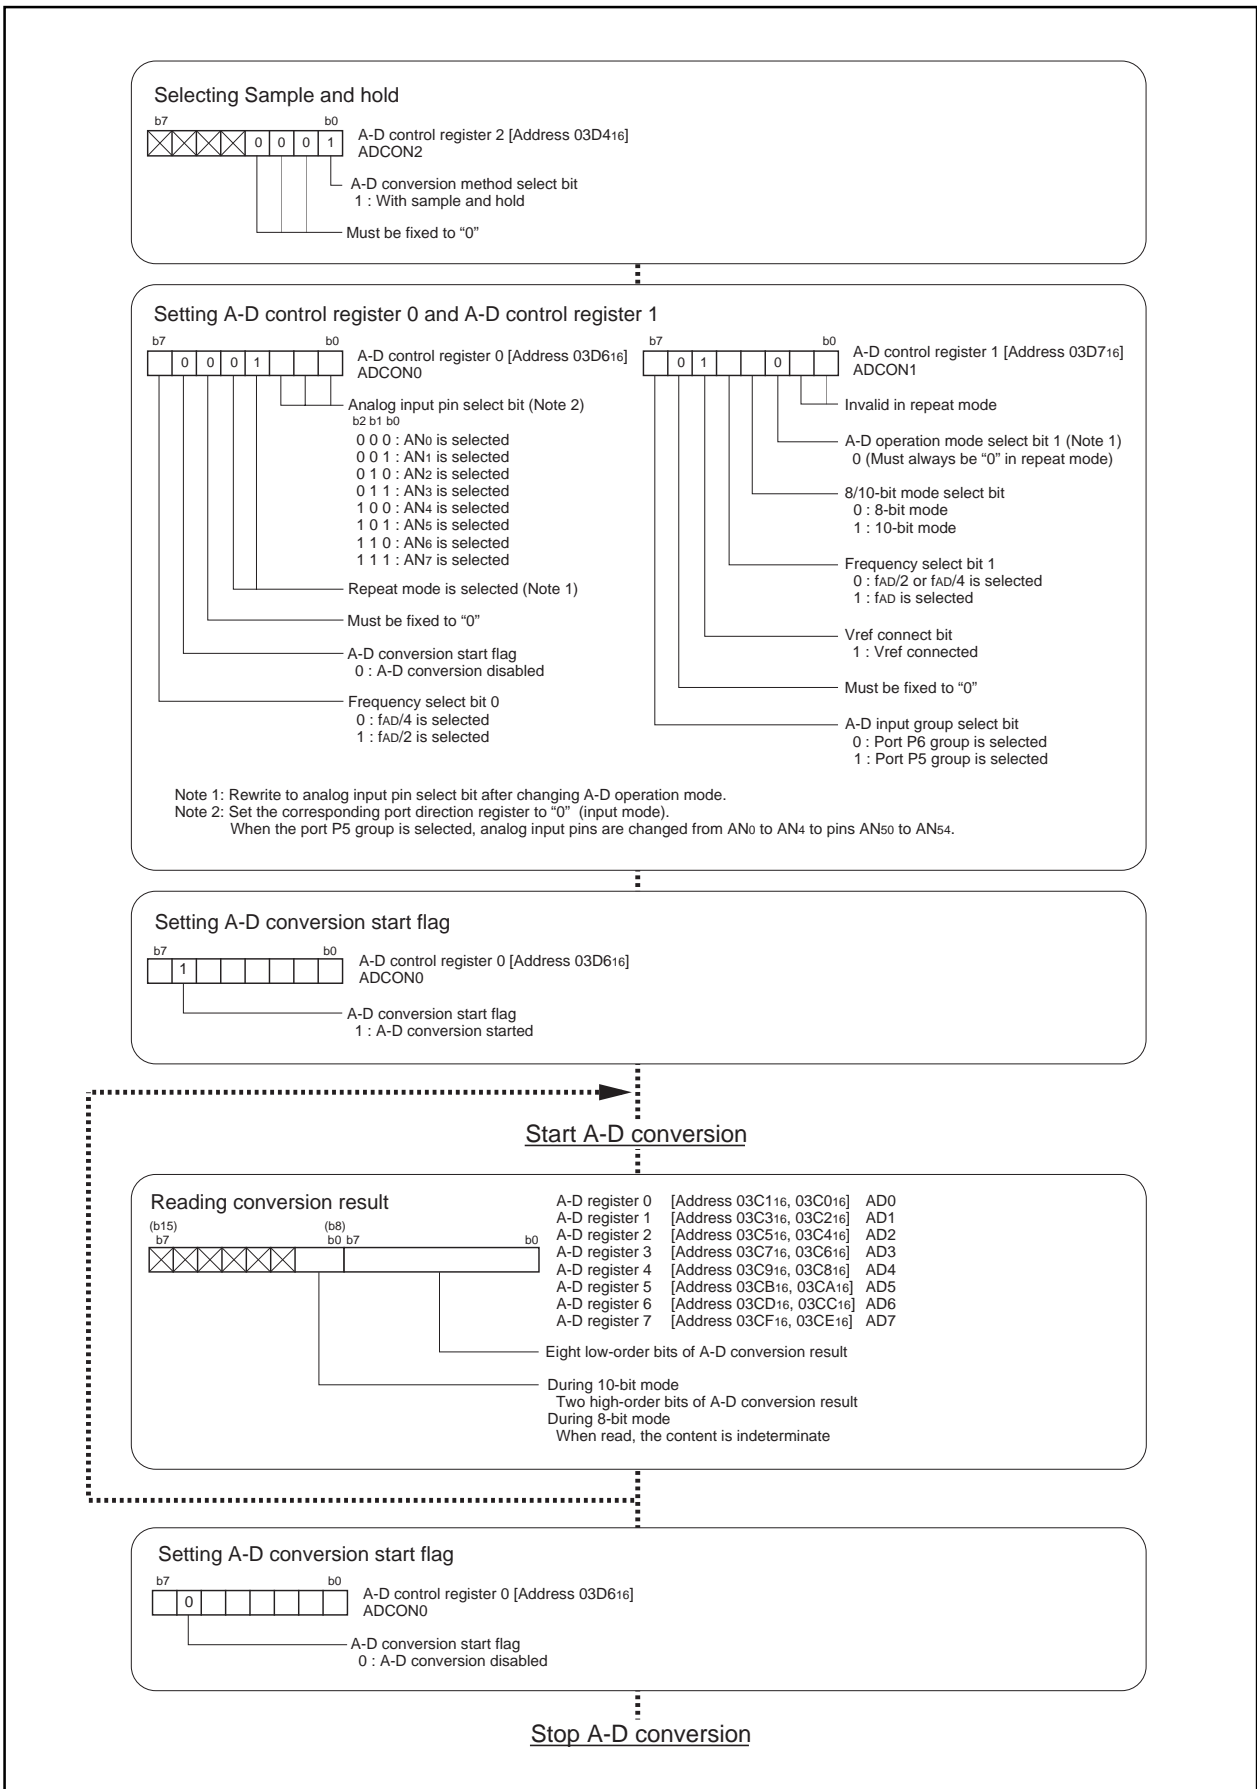 Selecting Sample and hold
b7 b0
0 0 0 1
A-D control register 2 [Address 03D416]
ADCON2
A-D conversion method select bit
1 : With sample and hold
Must be fixed to “0”
Setting A-D control register 0 and A-D control register 1
b7 b0
0 0 0 1
A-D control register 0 [Address 03D616]
ADCON0
Analog input pin select bit (Note 2)
b2 b1 b0
0 0 0 : AN0 is selected
0 0 1 : AN1 is selected
0 1 0 : AN2 is selected
0 1 1 : AN3 is selected
1 0 0 : AN4 is selected
1 0 1 : AN5 is selected
1 1 0 : AN6 is selected
1 1 1 : AN7 is selected
Repeat mode is selected (Note 1)
Must be fixed to “0”
A-D conversion start flag
0 : A-D conversion disabled
Frequency select bit 0
0 : fAD/4 is selected
1 : fAD/2 is selected
b7 b0
0 1 0
A-D control register 1 [Address 03D716]
ADCON1
Invalid in repeat mode
A-D operation mode select bit 1 (Note 1)
0 (Must always be “0” in repeat mode)
8/10-bit mode select bit
0 : 8-bit mode
1 : 10-bit mode
Frequency select bit 1
0 : fAD/2 or fAD/4 is selected
1 : fAD is selected
Vref connect bit
1 : Vref connected
Must be fixed to “0”
A-D input group select bit
0 : Port P6 group is selected
1 : Port P5 group is selected
Note 1: Rewrite to analog input pin select bit after changing A-D operation mode.
Note 2: Set the corresponding port direction register to “0” (input mode).
When the port P5 group is selected, analog input pins are changed from AN0 to AN4 to pins AN50 to AN54.
Setting A-D conversion start flag
b7 b0
1
A-D control register 0 [Address 03D616]
ADCON0
A-D conversion start flag
1 : A-D conversion started
Start A-D conversion
Reading conversion result
(b15) (b8)
b7 b0 b7 b0
A-D register 0 [Address 03C116, 03C016] AD0
A-D register 1 [Address 03C316, 03C216] AD1
A-D register 2 [Address 03C516, 03C416] AD2
A-D register 3 [Address 03C716, 03C616] AD3
A-D register 4 [Address 03C916, 03C816] AD4
A-D register 5 [Address 03CB16, 03CA16] AD5
A-D register 6 [Address 03CD16, 03CC16] AD6
A-D register 7 [Address 03CF16, 03CE16] AD7
Eight low-order bits of A-D conversion result
During 10-bit mode
Two high-order bits of A-D conversion result
During 8-bit mode
When read, the content is indeterminate
Setting A-D conversion start flag
b7 b0
0
A-D control register 0 [Address 03D616]
ADCON0
A-D conversion start flag
0 : A-D conversion disabled
Stop A-D conversion